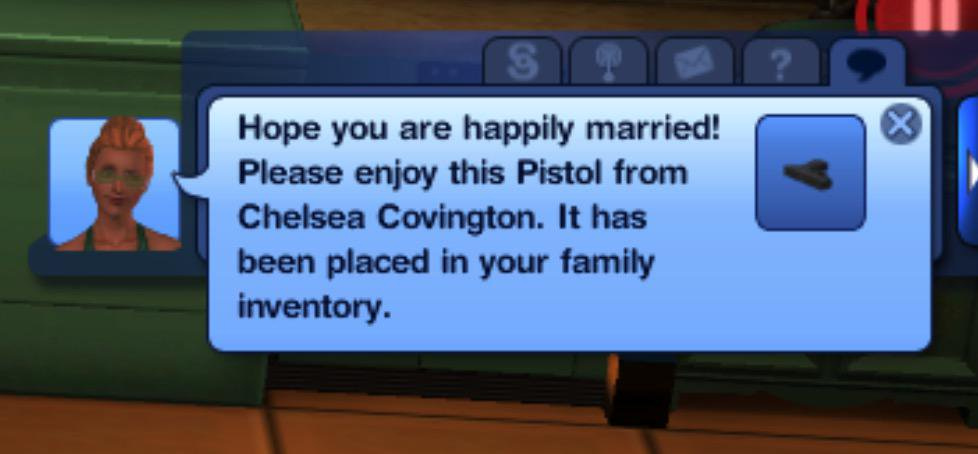 ?
Hope you are happily married!
Please enjoy this Pistol from
Chelsea Covington. It has
been placed in your family
inventory.